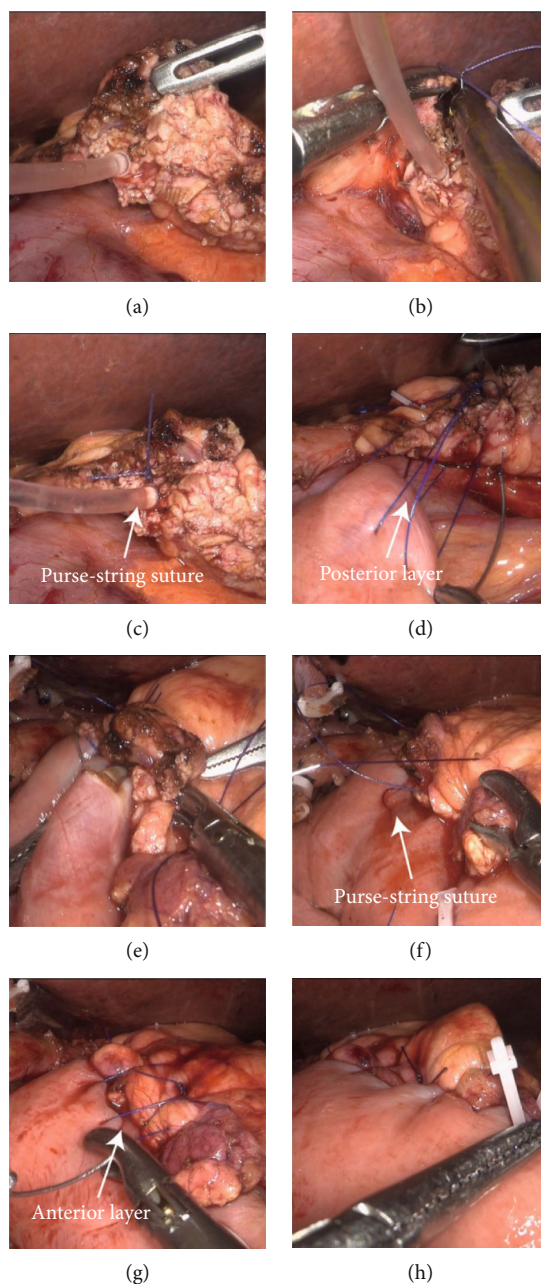 (a)
(b)
Purse-string suture
(c)
Posterior layer
(d)
(e)
Purse-string suture
(f)
Anterior layer
(g)
(h)